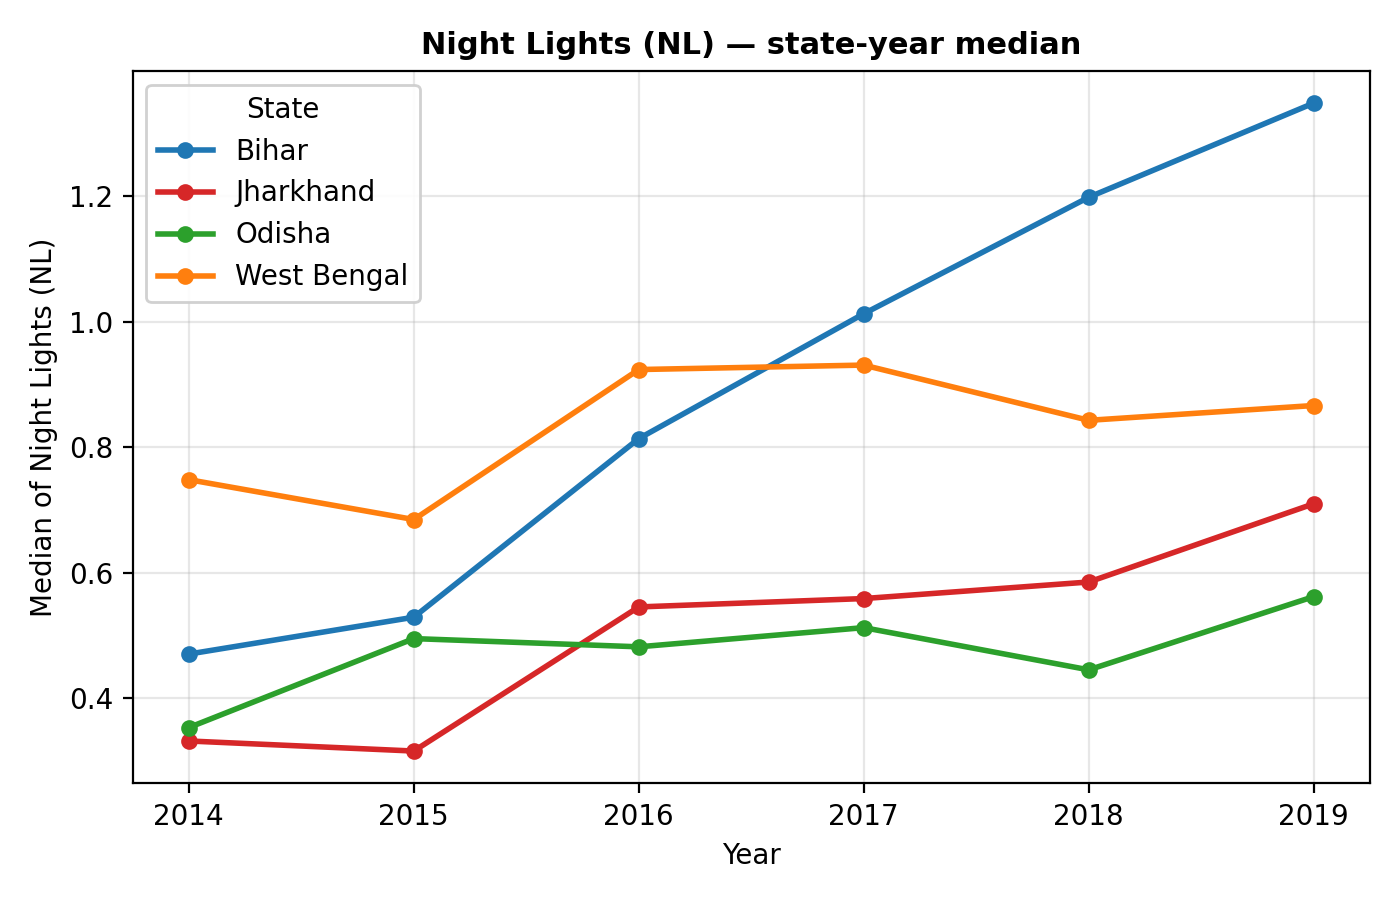 Night Lights (NL) — state-year median
State
Bihar
Jharkhand
Odisha
West Bengal
Median of Night Lights (NL)
1.2
1.0
0.8
0.6
0.4
2014 2015 2016 2017 2018 2019
Year